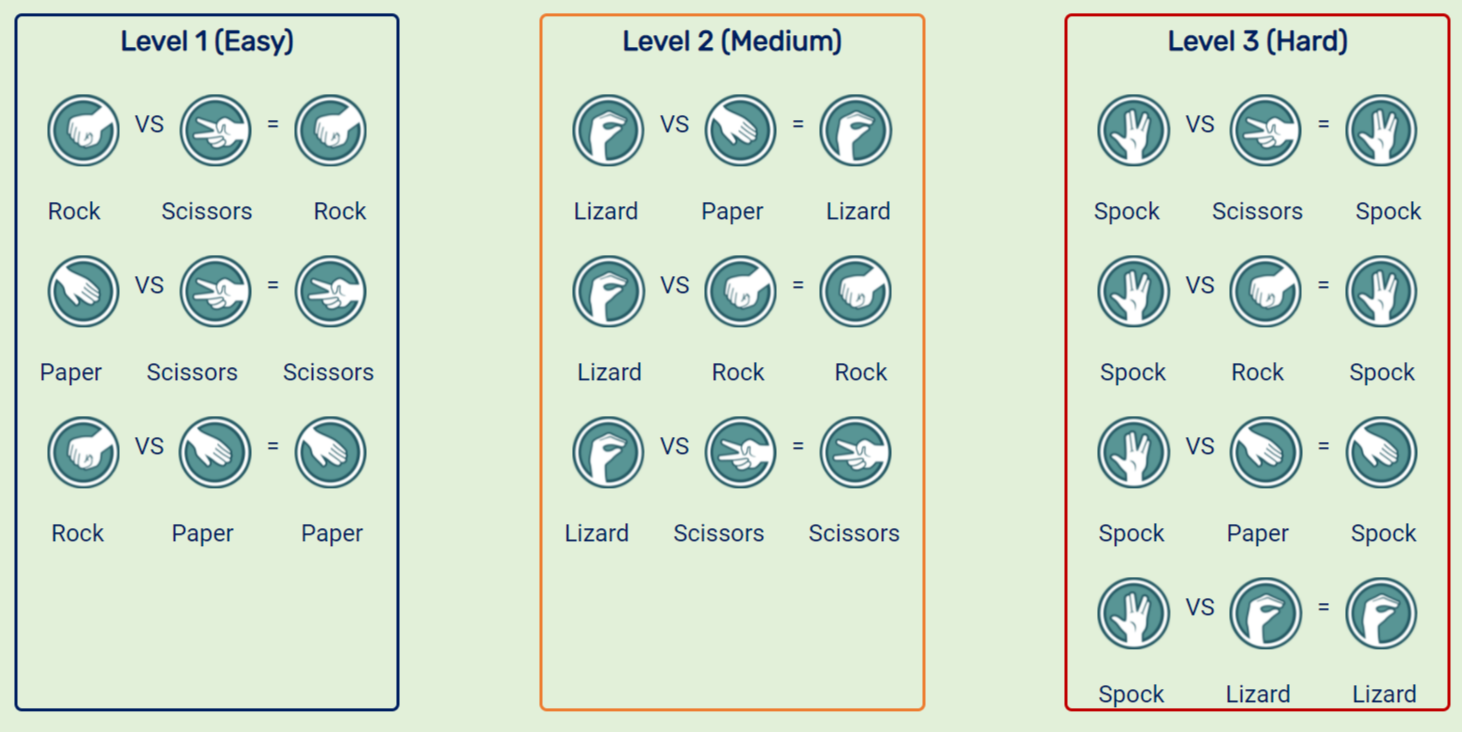 Level 1 (Easy)
VS =
Rock Scissors Rock
VS =
Paper Scissors Scissors
VS =
Rock Paper Paper
Level 2 (Medium)
VS =
Lizard Paper Lizard
VS =
Lizard Rock Rock
VS =
Lizard Scissors Scissors
Level 3 (Hard)
VS =
Spock Scissors Spock
VS =
Spock Rock Spock
VS =
Spock Paper Spock
VS =
Spock Lizard Lizard